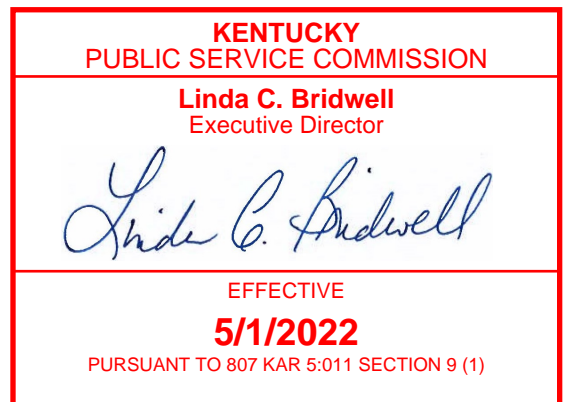 KENTUCKY
PUBLIC SERVICE COMMISSION
Linda C. Bridwell
Executive Director
Linda C. Bridwell
EFFECTIVE
5/1/2022
PURSUANT TO 807 KAR 5:011 SECTION 9 (1)